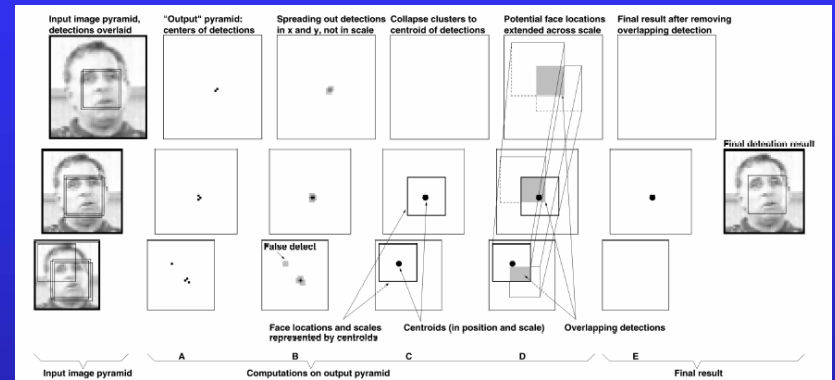 Input image pyramid,
detections overlaid
"Output" pyramid:
centers of detections
Spreading out detections
in x and y, not in scale
Collapse clusters to
centroid of detections
Potential face locations
extended across scale
Final result after removing
overlapping detection
Final detection result
False detect
Face locations and scales
represented by centroids
Centroids (in position and scale)
Overlapping detections
A
B
C
D
E
Input image pyramid
Computations on output pyramid
Final result